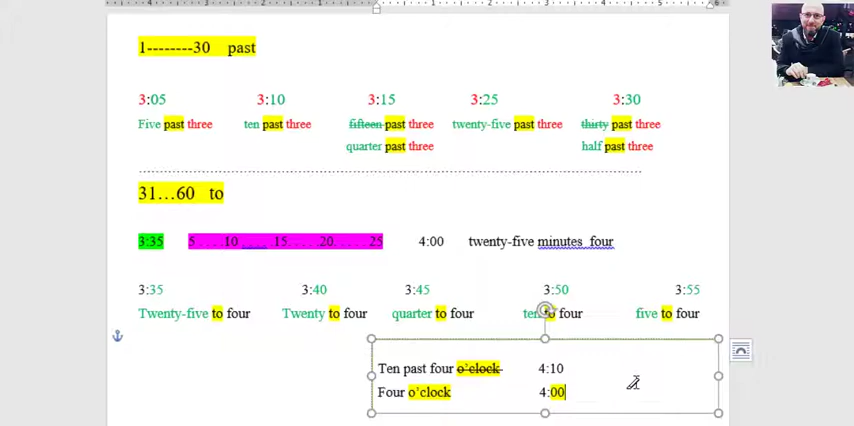 1--------30 past
3:05 3:10 3:15 3:25 3:30
Five past three ten past three fifteen past three twenty-five past three thirty past three
quarter past three half past three
31…60 to
3:35 5.....10.....15.....20.....25 4:00 twenty-five minutes four
3:35 3:40 3:45 3:50 3:55
Twenty-five to four Twenty to four quarter to four ten to four five to four
Ten past four o’clock 4:10
Four o’clock 4:00